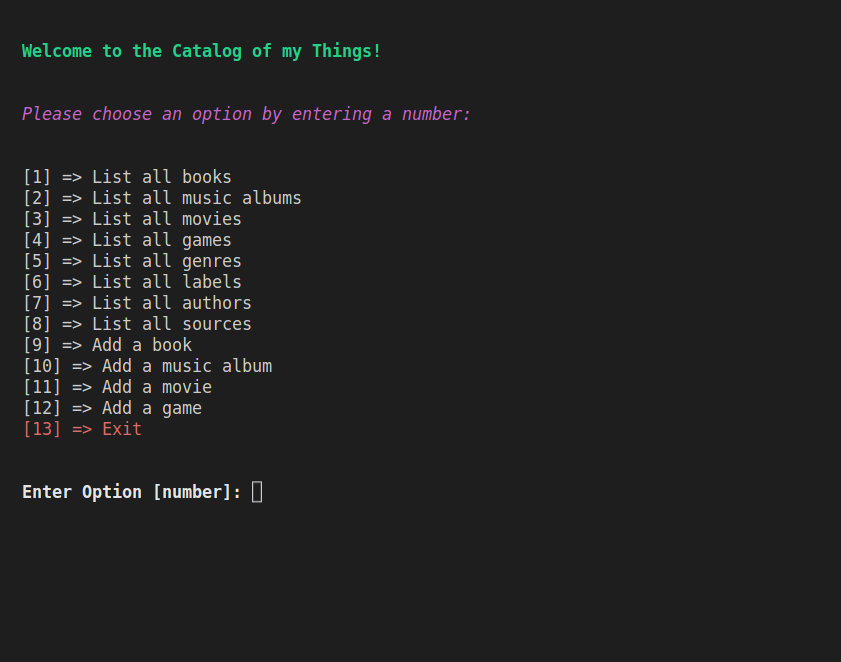 Welcome to the Catalog of my Things!
Please choose an option by entering a number:
[1] => List all books
[2] => List all music albums
[3] => List all movies
[4] => List all games
[5] => List all genres
[6] => List all labels
[7] => List all authors
[8] => List all sources
[9] => Add a book
[10] => Add a music album
[11] => Add a movie
[12] => Add a game
[13] => Exit
Enter Option [number]: